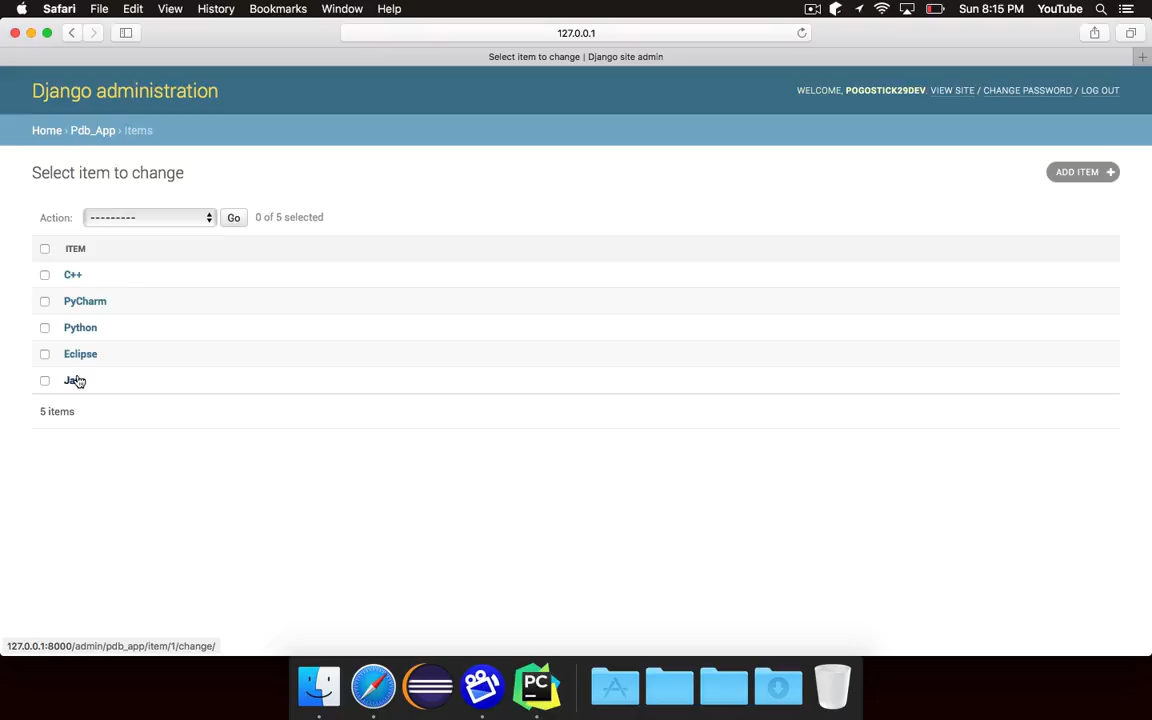 Safari File Edit View History Bookmarks Window Help Sun 8:15 PM YouTube
127.0.0.1
Select item to change | Django site admin
Django administration
WELCOME, POGOSTICK29DEV. VIEW SITE / CHANGE PASSWORD / LOG OUT
Home › Pdb_App › Items
Select item to change
ADD ITEM +
Action: --------- Go 0 of 5 selected
ITEM
C++
PyCharm
Python
Eclipse
5 items
127.0.0.1:8000/admin/pdb_app/item/1/change/
PC